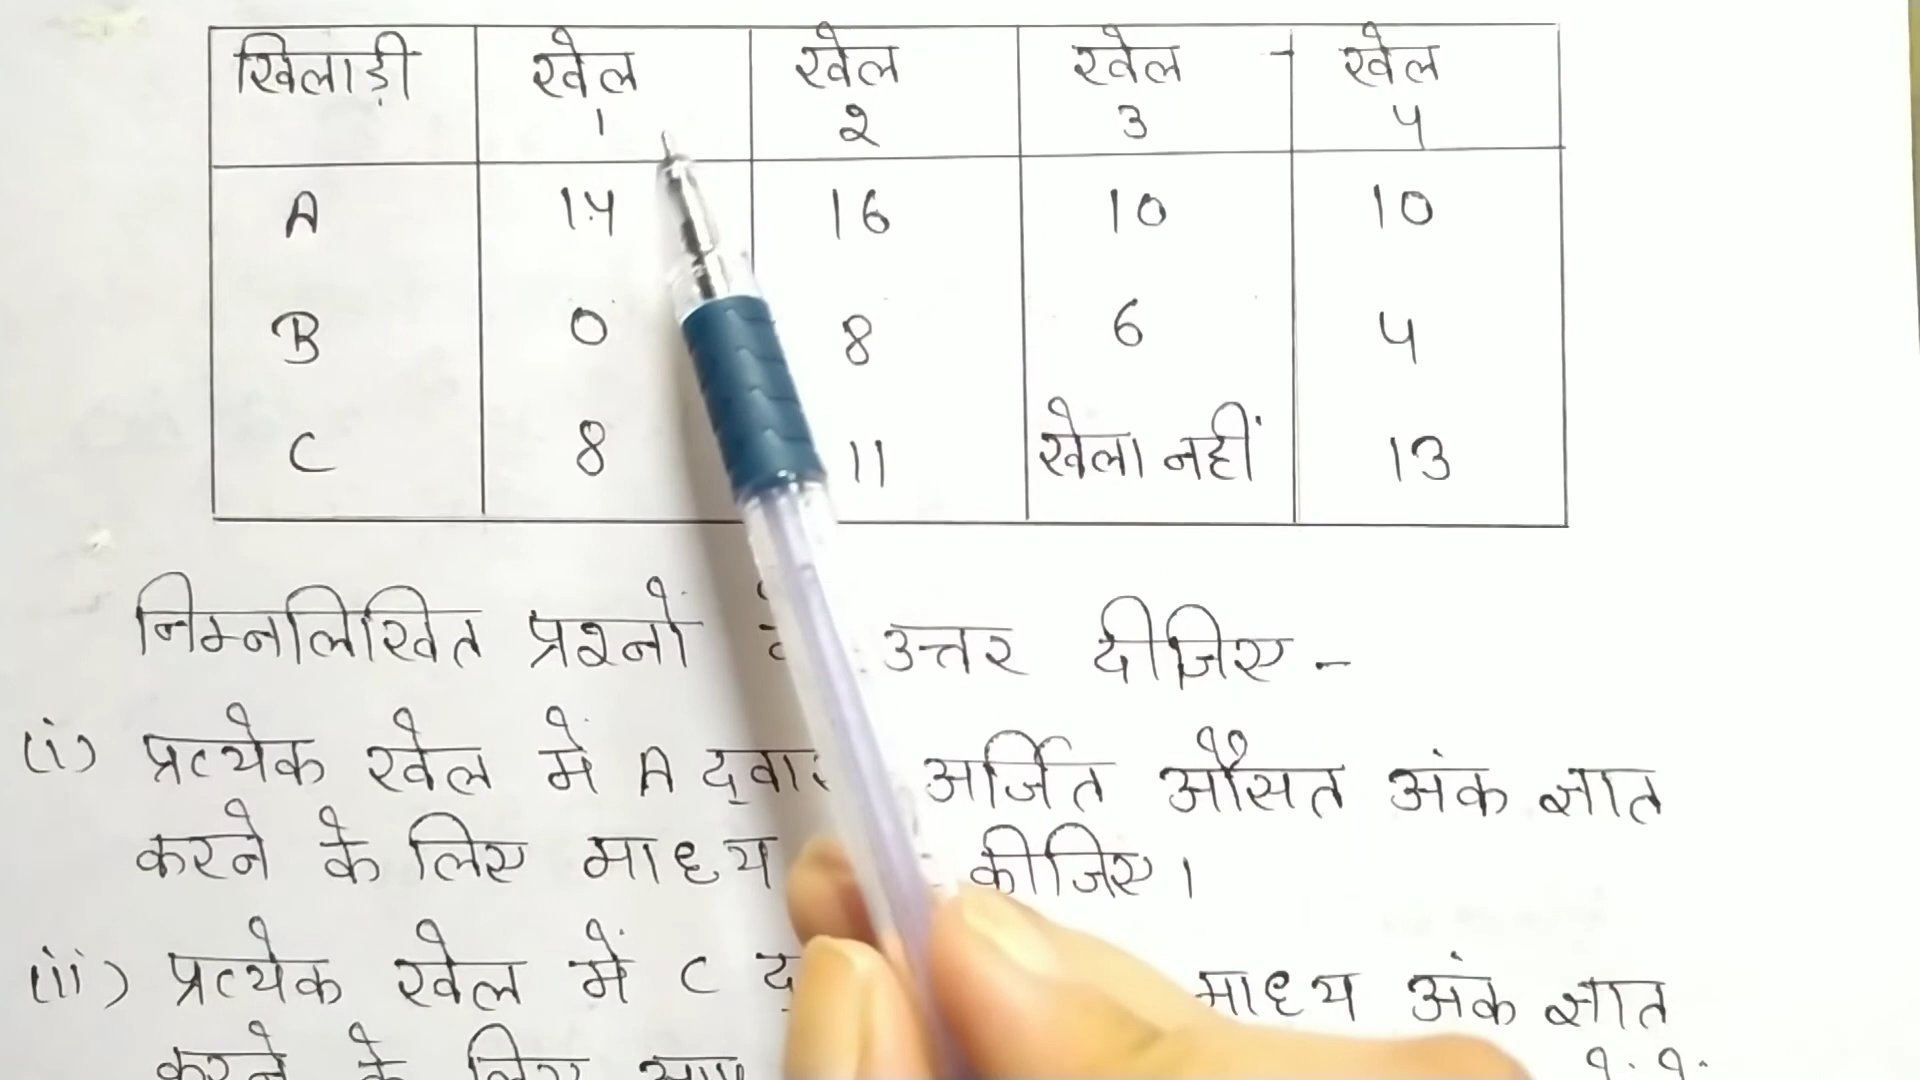 खिलाड़ी खेल 1 खेल 2 खेल 3 खेल 4
A 14 16 10 10
B 0 8 6 4
C 8 11 खेला नहीं 13
निम्नलिखित प्रश्नों उत्तर दीजिए -
(i) प्रत्येक खेल में A अर्जित औसत अंक ज्ञात
करने के लिए माध्य कीजिए।
(ii) प्रत्येक खेल में C माध्य अंक ज्ञात
करने के लिए